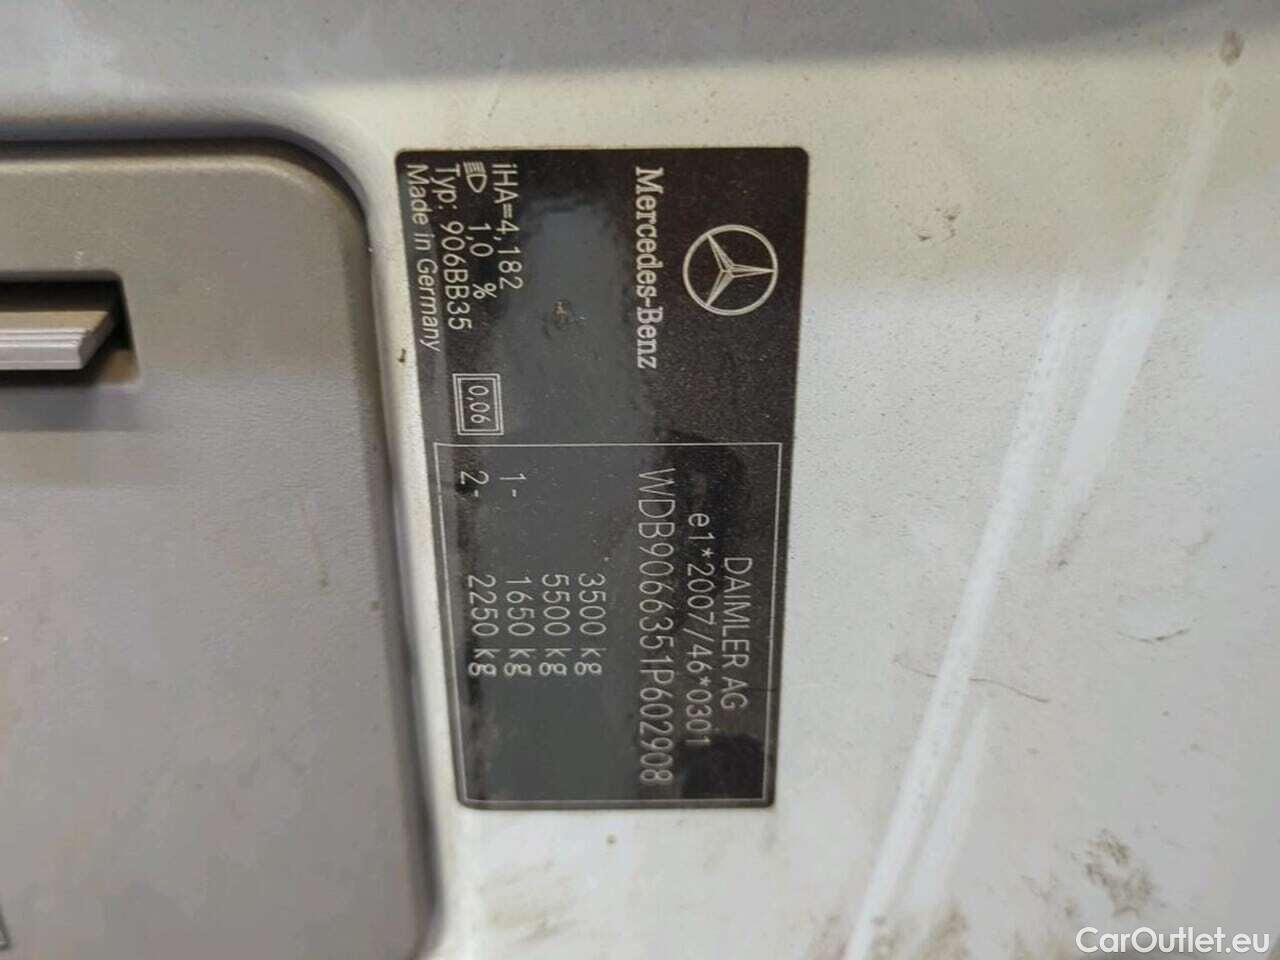 Mercedes-Benz
iHA=4,182
1,0 %
Typ: 906BB35
Made in Germany
0,06
DAIMLER AG
e1*2007/46*0301
WDB9066351P602908
3500 kg
5500 kg
1- 1650 kg
2- 2250 kg
CarOutlet.eu